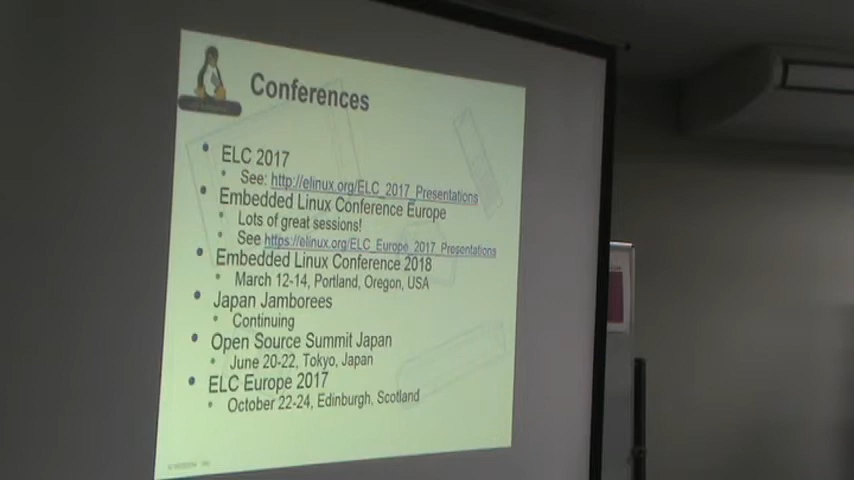 Conferences
ELC 2017
See: http://elinux.org/ELC_2017_Presentations
Embedded Linux Conference Europe
Lots of great sessions!
See https://elinux.org/ELC_Europe_2017_Presentations
Embedded Linux Conference 2018
March 12-14, Portland, Oregon, USA
Japan Jamborees
Continuing
Open Source Summit Japan
June 20-22, Tokyo, Japan
ELC Europe 2017
October 22-24, Edinburgh, Scotland